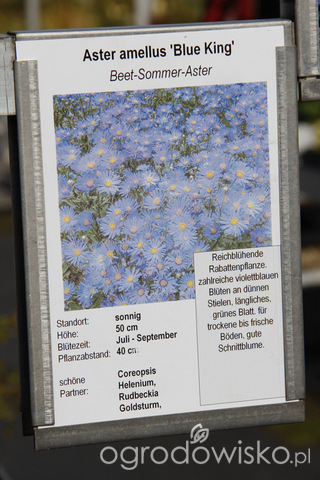 Aster amellus 'Blue King'
Beet-Sommer-Aster
Reichblühende
Rabattenpflanze.
zahlreiche violettblauen
Blüten an dünnen
Stielen, längliches,
grünes Blatt. für
trockene bis frische
Böden, gute
Schnittblume.
Standort: sonnig
Höhe: 50 cm
Blütezeit: Juli - September
Pflanzabstand: 40 cm
schöne Partner:
Coreopsis
Helenium,
Rudbeckia
Goldsturm,
ogrodowisko.pl